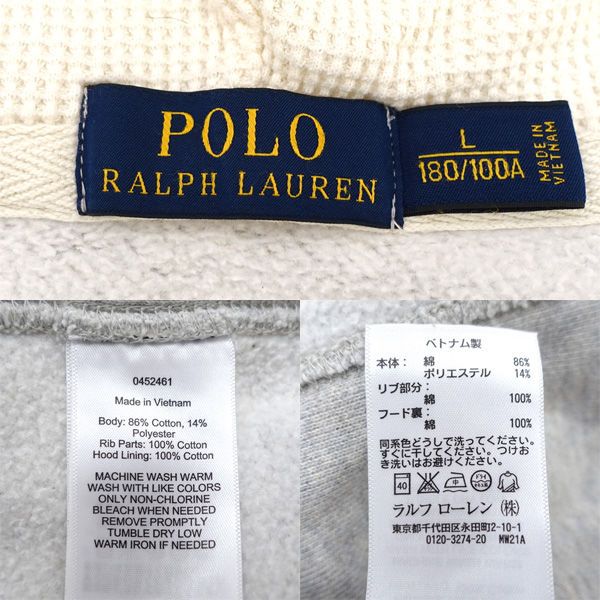 POLO
RALPH LAUREN
L
180/100A
MADE IN
VIETNAM
0452461
Made in Vietnam
Body: 86% Cotton, 14%
Polyester
Rib Parts: 100% Cotton
Hood Lining: 100% Cotton
MACHINE WASH WARM
WASH WITH LIKE COLORS
ONLY NON-CHLORINE
BLEACH WHEN NEEDED
REMOVE PROMPTLY
TUMBLE DRY LOW
WARM IRON IF NEEDED
ベトナム製
本体: 綿 86%
ポリエステル 14%
リブ部分:
綿 100%
フード裏:
綿 100%
同系色どうしで洗ってください。
すぐに干してください。つけお
き洗いはお避けください。
40 中 ドライ
ラルフ ローレン (株)
東京都千代田区永田町2-10-1
0120-3274-20 MW21A